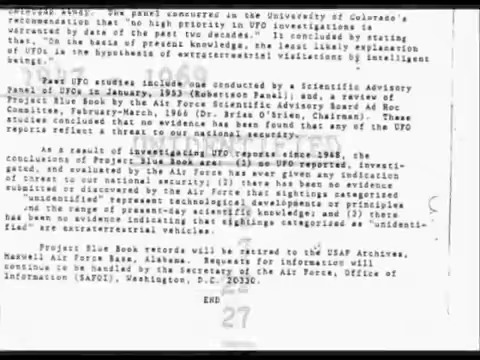 Colorado study. The panel concurred in the University of Colorado's
recommendation that "no high priority in UFO investigations is
warranted by data of the past two decades." It concluded by stating
that, "On the basis of present knowledge, the least likely explanation
of UFOs is the hypothesis of extraterrestrial visitations by intelligent
beings."
1947 1969
Past UFO studies include one conducted by a Scientific Advisory
Panel of UFOs in January, 1953 (Robertson Panel); and, a review of
Project Blue Book by the Air Force Scientific Advisory Board Ad Hoc
Committee, February-March, 1966 (Dr. Brian O'Brien, Chairman). These
studies concluded that no evidence has been found that any of the UFO
reports reflect a threat to our national security.
UNIDENTIFIED
As a result of investigating UFO reports since 1948, the
conclusions of Project Blue Book are: (1) no UFO reported, investi-
gated, and evaluated by the Air Force has ever given any indication
of threat to our national security; (2) there has been no evidence
submitted or discovered by the Air Force that sightings categorized
"unidentified" represent technological developments or principles
and the range of present-day scientific knowledge; and (3) there
has been no evidence indicating that sightings categorized as "unidenti-
fied" are extraterrestrial vehicles.
Project Blue Book records will be retired to the USAF Archives,
Maxwell Air Force Base, Alabama. Requests for information will
continue to be handled by the Secretary of the Air Force, Office of
Information (SAFOI), Washington, D.C. 20330.
END
27